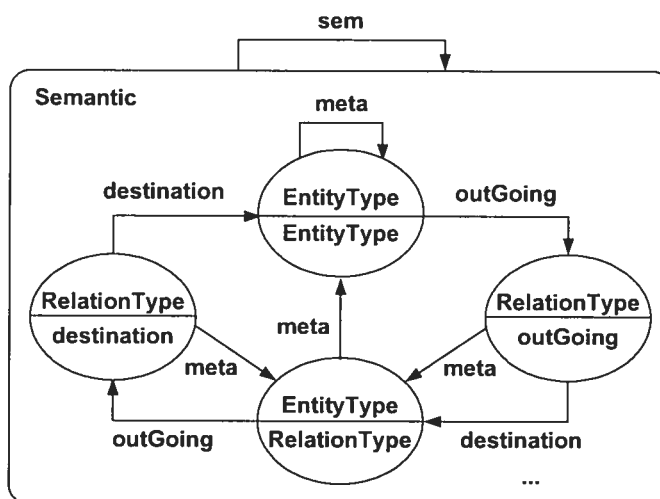 sem
Semantic
meta
destination
EntityType
outGoing
EntityType
RelationType
destination
meta
RelationType
outGoing
meta
meta
EntityType
outGoing
RelationType
destination
...